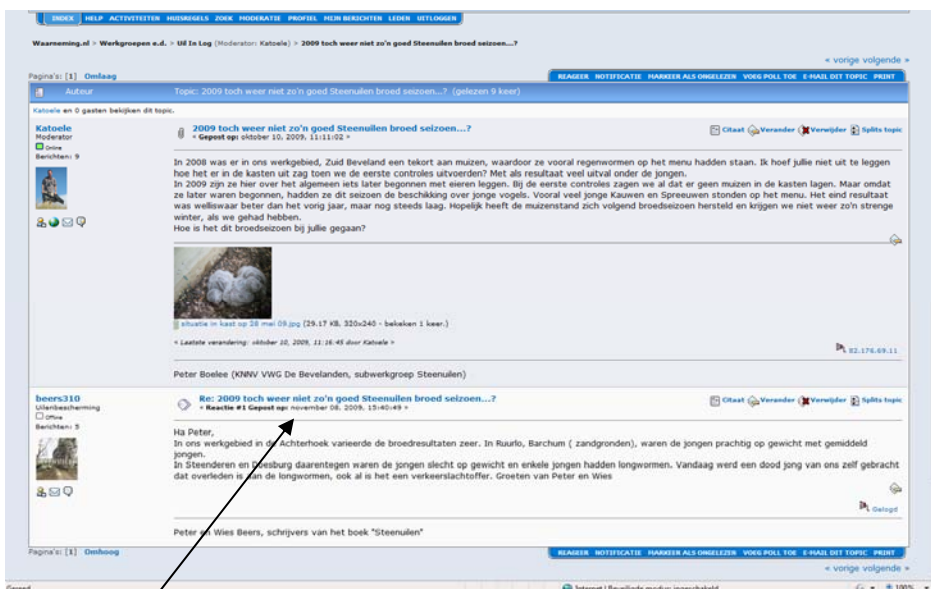 INDEX HELP ACTIVITEITEN HUISREGELS ZOEK MODERATIE PROFIEL MIJN BERICHTEN LEDEN UITLOGGEN
Waarneming.nl > Werkgroepen e.d. > Uil In Log (Moderator: Katoele) > 2009 toch weer niet zo'n goed Steenuilen broed seizoen...?
« vorige volgende »
Pagina's: [1] Omlaag
REAGEER NOTIFICATIE MARKEER ALS ONGELEZEN VOEG POLL TOE E-MAIL DIT TOPIC PRINT
Auteur Topic: 2009 toch weer niet zo'n goed Steenuilen broed seizoen...? (gelezen 9 keer)
Katoele en 0 gasten bekijken dit topic.
Katoele
Moderator
Online
Berichten: 9
2009 toch weer niet zo'n goed Steenuilen broed seizoen...?
« Gepost op: oktober 10, 2009, 11:11:02 »
Citaat Verander Verwijder Splits topic
In 2008 was er in ons werkgebied, Zuid Beveland een tekort aan muizen, waardoor ze vooral regenwormen op het menu hadden staan. Ik hoef jullie niet uit te leggen
hoe het er in de kasten uit zag toen we de eerste controles uitvoerden? Met als resultaat veel uitval onder de jongen.
In 2009 zijn ze hier over het algemeen iets later begonnen met eieren leggen. Bij de eerste controles zagen we al dat er geen muizen in de kasten lagen. Maar omdat
ze later waren begonnen, hadden ze dit seizoen de beschikking over jonge vogels. Vooral veel jonge Kauwen en Spreeuwen stonden op het menu. Het eind resultaat
was welliswaar beter dan het vorig jaar, maar nog steeds laag. Hopelijk heeft de muizenstand zich volgend broedseizoen hersteld en krijgen we niet weer zo'n strenge
winter, als we gehad hebben.
Hoe is het dit broedseizoen bij jullie gegaan?
situatie in kast op 28 mei 09.jpg (29.17 KB, 320x240 - bekeken 1 keer.)
« Laatste verandering: oktober 10, 2009, 11:16:45 door Katoele »
82.176.69.11
Peter Boelee (KNNV VWG De Bevelanden, subwerkgroep Steenuilen)
beers310
Uilenbescherming
Offline
Berichten: 5
Re: 2009 toch weer niet zo'n goed Steenuilen broed seizoen...?
« Reactie #1 Gepost op: november 08, 2009, 15:40:49 »
Citaat Verander Verwijder Splits topic
Ha Peter,
In ons werkgebied in de Achterhoek varieerde de broedresultaten zeer. In Ruurlo, Barchum ( zandgronden), waren de jongen prachtig op gewicht met gemiddeld
jongen.
In Steenderen en Doesburg daarentegen waren de jongen slecht op gewicht en enkele jongen hadden longwormen. Vandaag werd een dood jong van ons zelf gebracht
dat overleden is aan de longwormen, ook al is het een verkeerslachtoffer. Groeten van Peter en Wies
Gelogd
Peter en Wies Beers, schrijvers van het boek "Steenuilen"
Pagina's: [1] Omhoog
REAGEER NOTIFICATIE MARKEER ALS ONGELEZEN VOEG POLL TOE E-MAIL DIT TOPIC PRINT
« vorige volgende »
100%